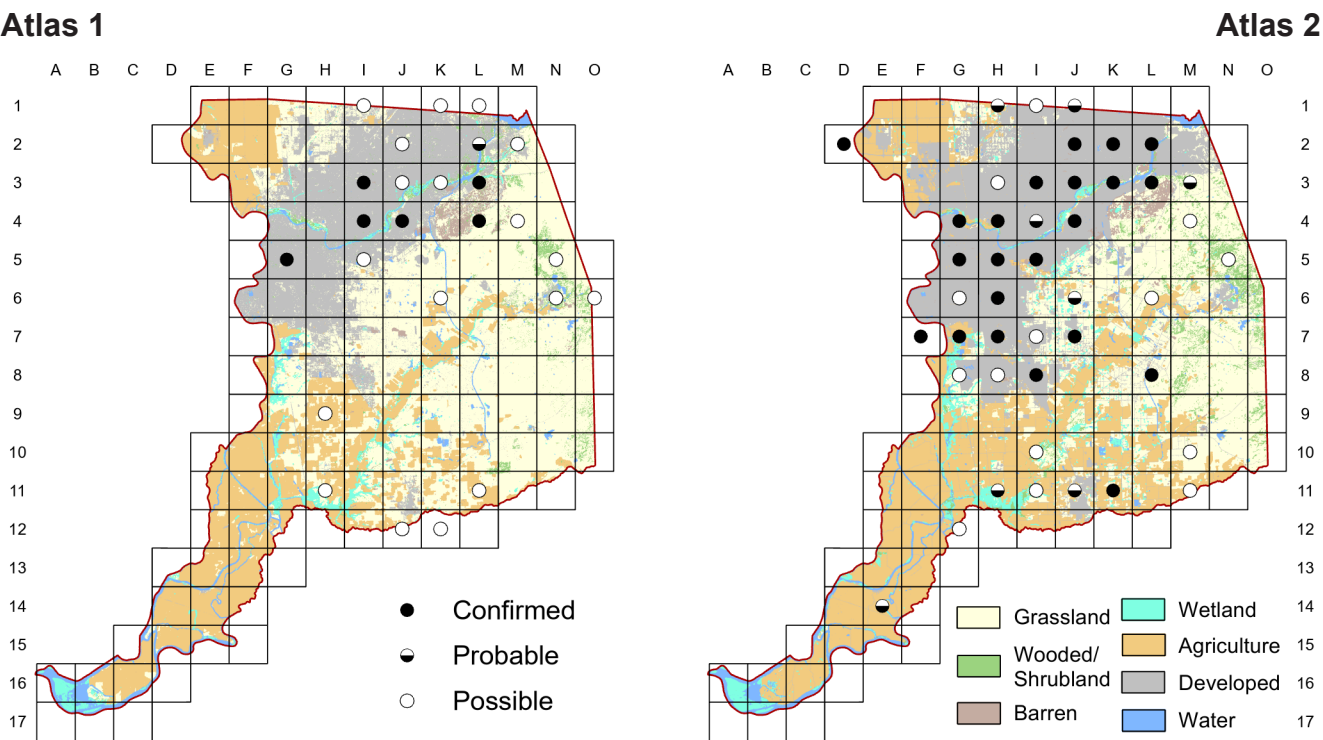 Atlas 1
Atlas 2
A B C D E F G H I J K L M N O
A B C D E F G H I J K L M N O
1
2
3
4
5
6
7
8
9
10
11
12
13
14
15
16
17
Confirmed
Probable
Possible
Grassland
Wooded/
Shrubland
Barren
Wetland
Agriculture
Developed
Water
1
2
3
4
5
6
7
8
9
10
11
12
13
14
15
16
17